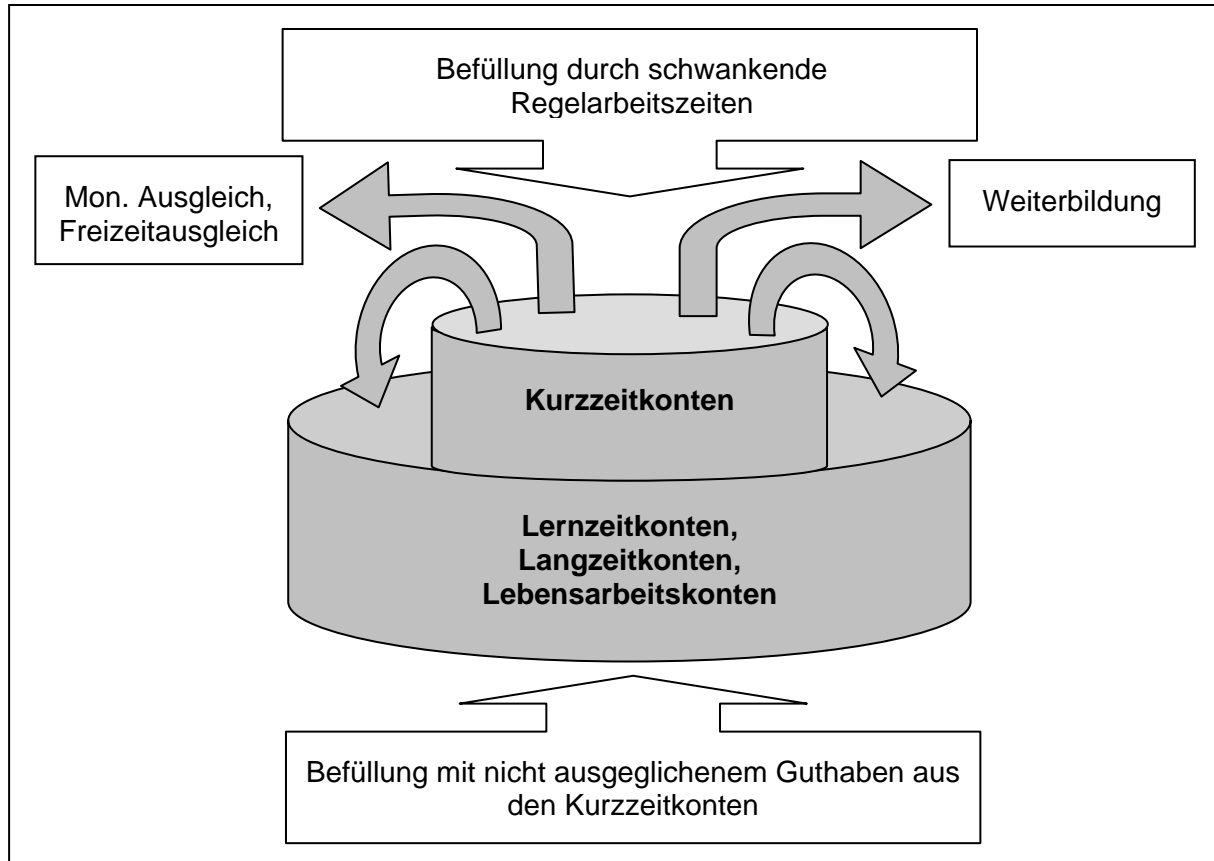 Befüllung durch schwankende
Regelarbeitszeiten
Mon. Ausgleich,
Freizeitausgleich
Weiterbildung
Kurzzeitkonten
Lernzeitkonten,
Langzeitkonten,
Lebensarbeitskonten
Befüllung mit nicht ausgeglichenem Guthaben aus
den Kurzzeitkonten